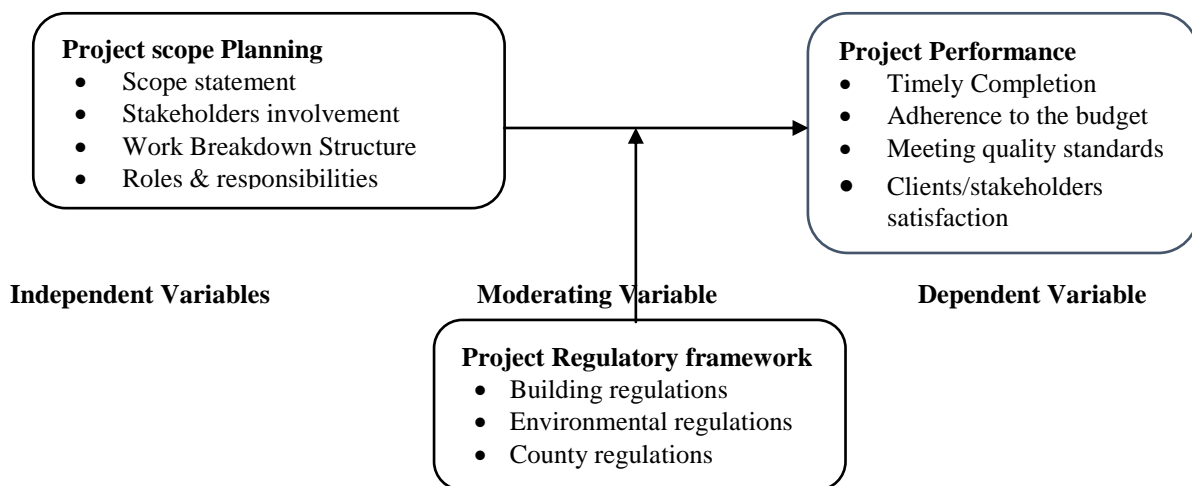 Project scope Planning
• Scope statement
• Stakeholders involvement
• Work Breakdown Structure
• Roles & responsibilities
Project Performance
• Timely Completion
• Adherence to the budget
• Meeting quality standards
• Clients/stakeholders
satisfaction
Independent Variables
Moderating Variable
Dependent Variable
Project Regulatory framework
• Building regulations
• Environmental regulations
• County regulations